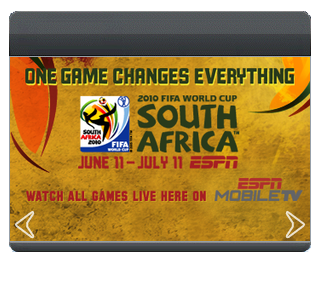 ONE GAME CHANGES EVERYTHING
2010 FIFA WORLD CUP
SOUTH
AFRICA™
SOUTH AFRICA
2010
FIFA
WORLD CUP
JUNE 11 – JULY 11 ESPN
WATCH ALL GAMES LIVE HERE ON ESPN
MOBILETV